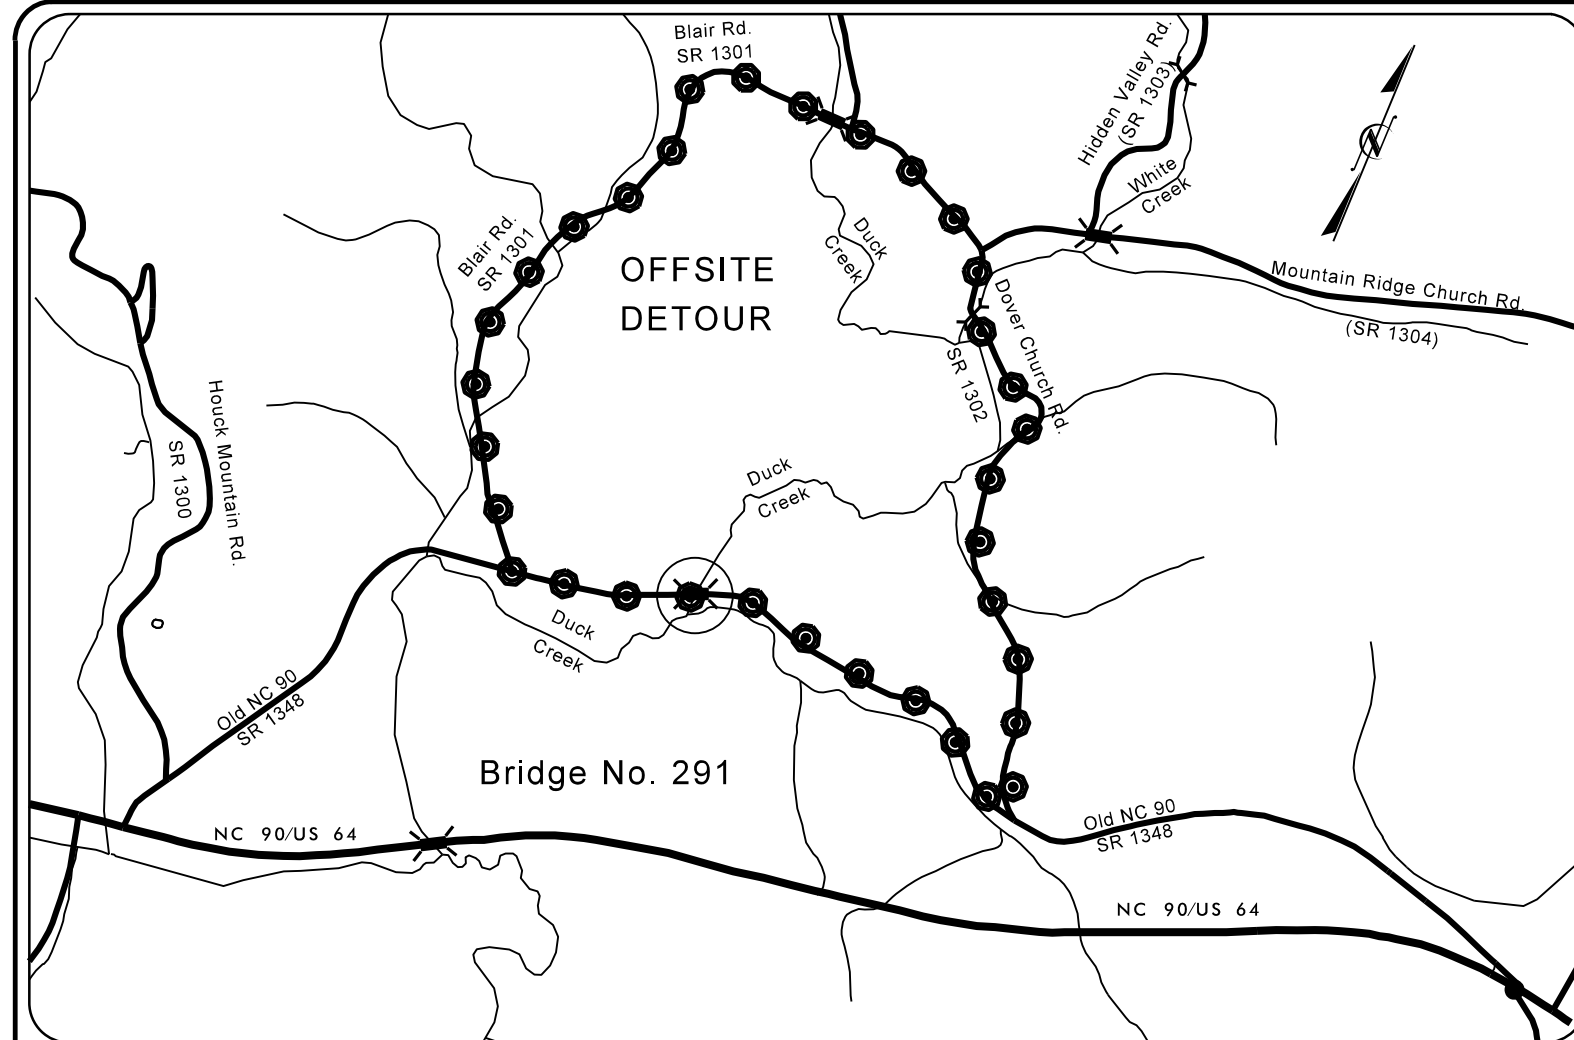 Blair Rd.
SR 1301
Hidden Valley Rd.
(SR 1303)
N
White
Creek
Duck
Creek
Blair Rd.
SR 1301
OFFSITE
DETOUR
Mountain Ridge Church Rd.
(SR 1304)
Dover Church Rd.
SR 1302
Houck Mountain Rd.
SR 1300
Duck
Creek
Duck
Creek
Old NC 90
SR 1348
Bridge No. 291
Old NC 90
SR 1348
NC 90/US 64
NC 90/US 64